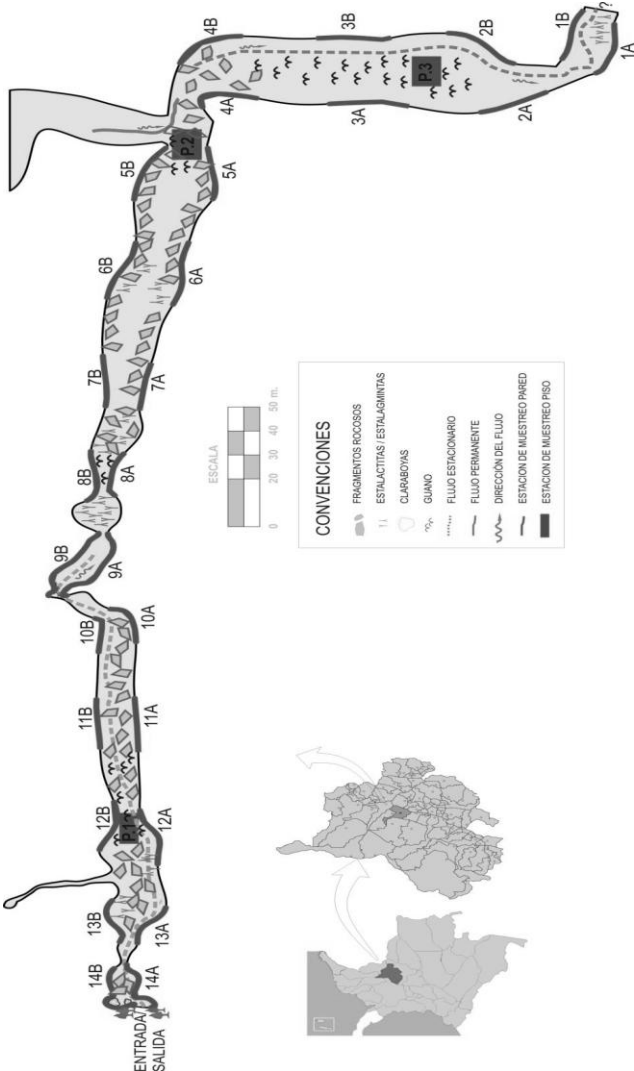 1B
?
1A
2B
2A
3B
3A
P.3
4B
4A
P.2
5B
5A
6B
6A
7B
7A
8B
8A
9B
9A
10B
10A
11B
11A
12B
P.1
12A
13B
13A
14B
14A
ENTRADA/
SALIDA
ESCALA
0 20 30 40 50 m.
CONVENCIONES
FRAGMENTOS ROCOSOS
ESTALACTITAS / ESTALAGMINTAS
CLARABOYAS
GUANO
FLUJO ESTACIONARIO
FLUJO PERMANENTE
DIRECCIÓN DEL FLUJO
ESTACION DE MUESTREO PARED
ESTACION DE MUESTREO PISO